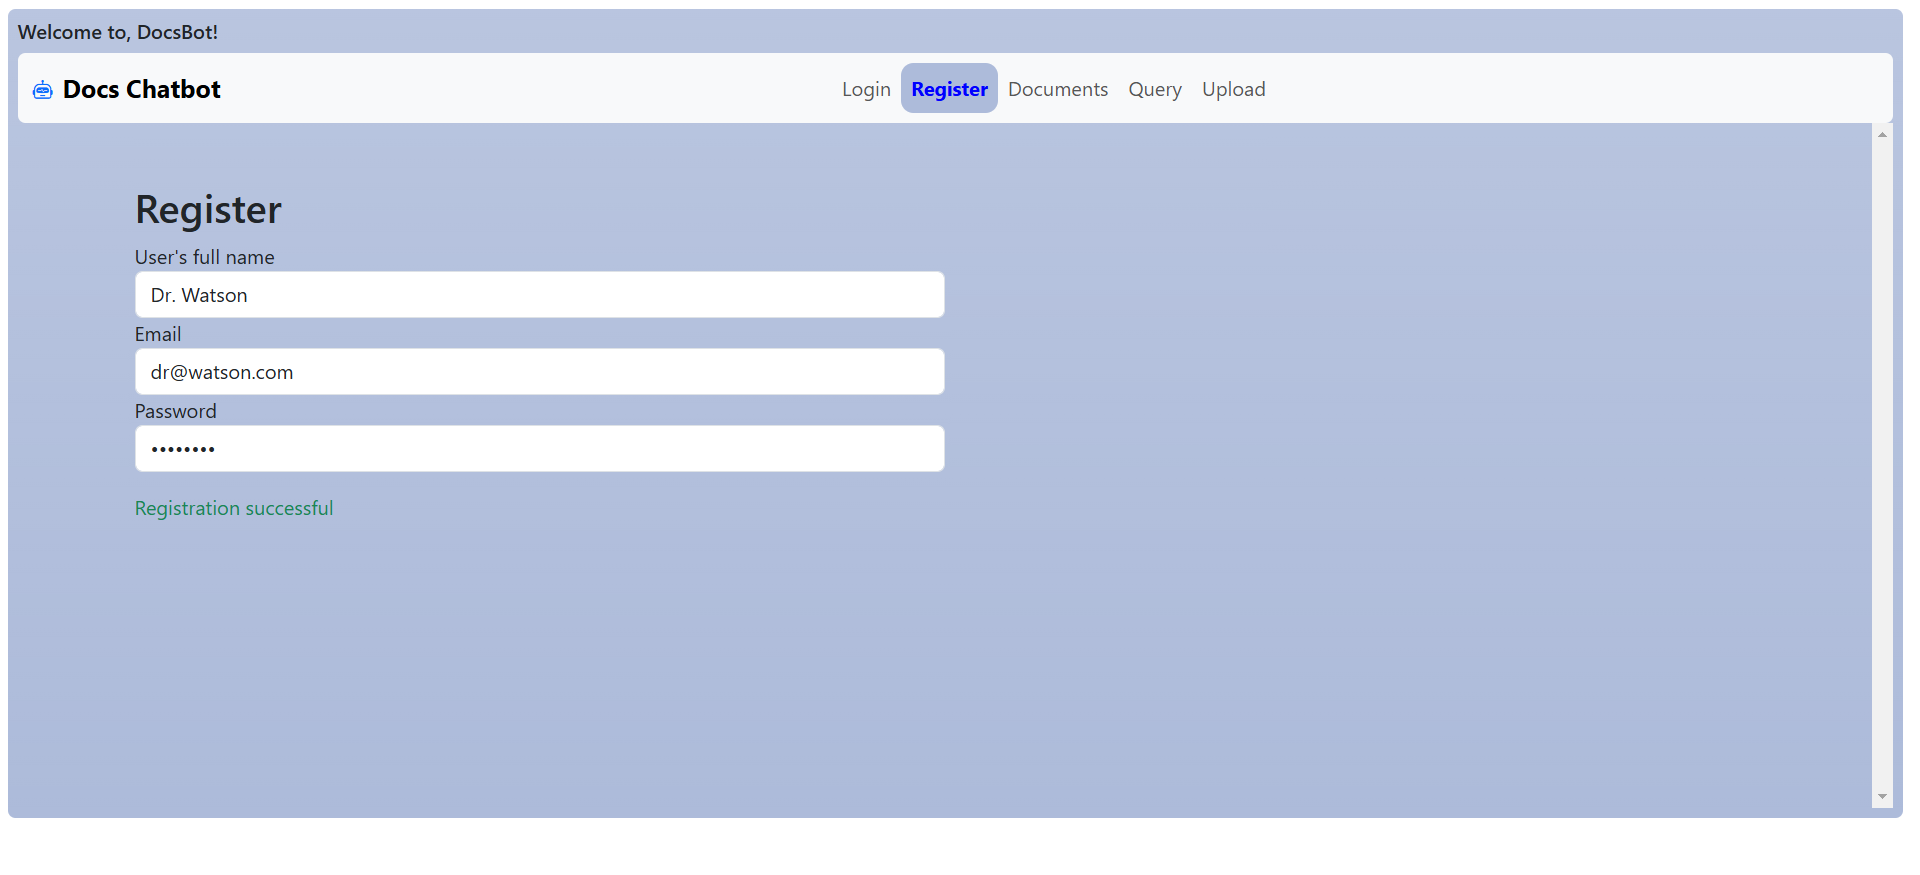 Welcome to, DocsBot!
Docs Chatbot Login Register Documents Query Upload
Register
User's full name
Dr. Watson
Email
dr@watson.com
Password
••••••••
Registration successful